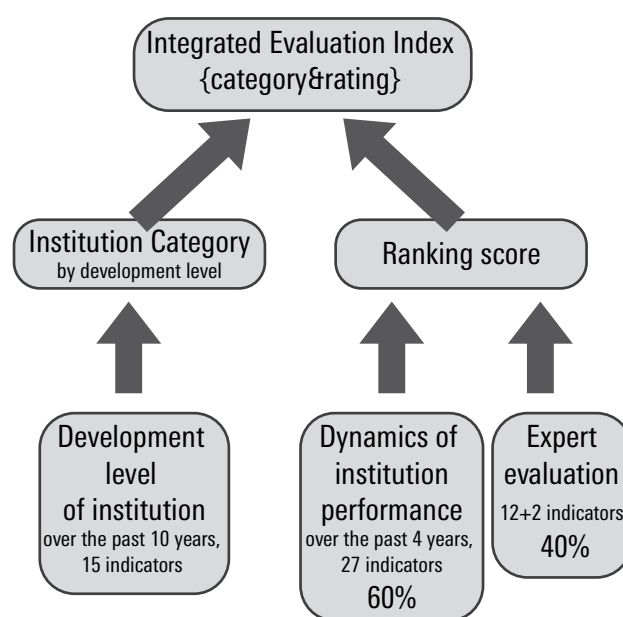 Integrated Evaluation Index
{category&rating}
Institution Category
by development level
Ranking score
Development
level
of institution
over the past 10 years,
15 indicators
Dynamics of
institution
performance
over the past 4 years,
27 indicators
60%
Expert
evaluation
12+2 indicators
40%